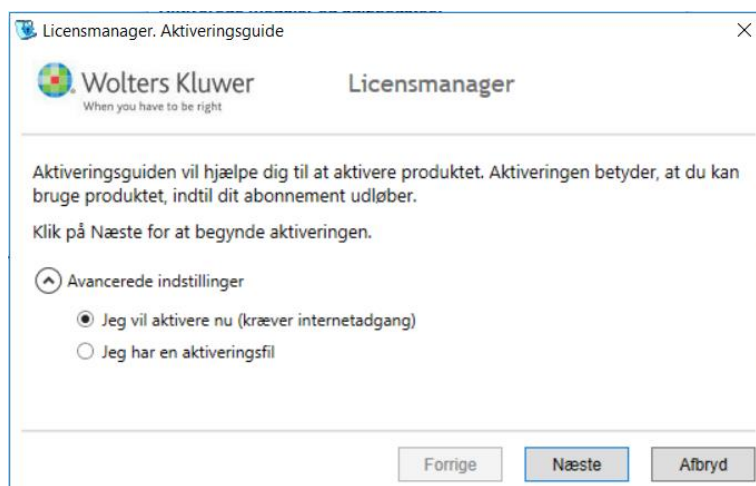 Licensmanager. Aktiveringsguide
Wolters Kluwer
When you have to be right
Licensmanager
Aktiveringsguiden vil hjælpe dig til at aktivere produktet. Aktiveringen betyder, at du kan
bruge produktet, indtil dit abonnement udløber.
Klik på Næste for at begynde aktiveringen.
Avancerede indstillinger
Jeg vil aktivere nu (kræver internetadgang)
Jeg har en aktiveringsfil
Forrige
Næste
Afbryd